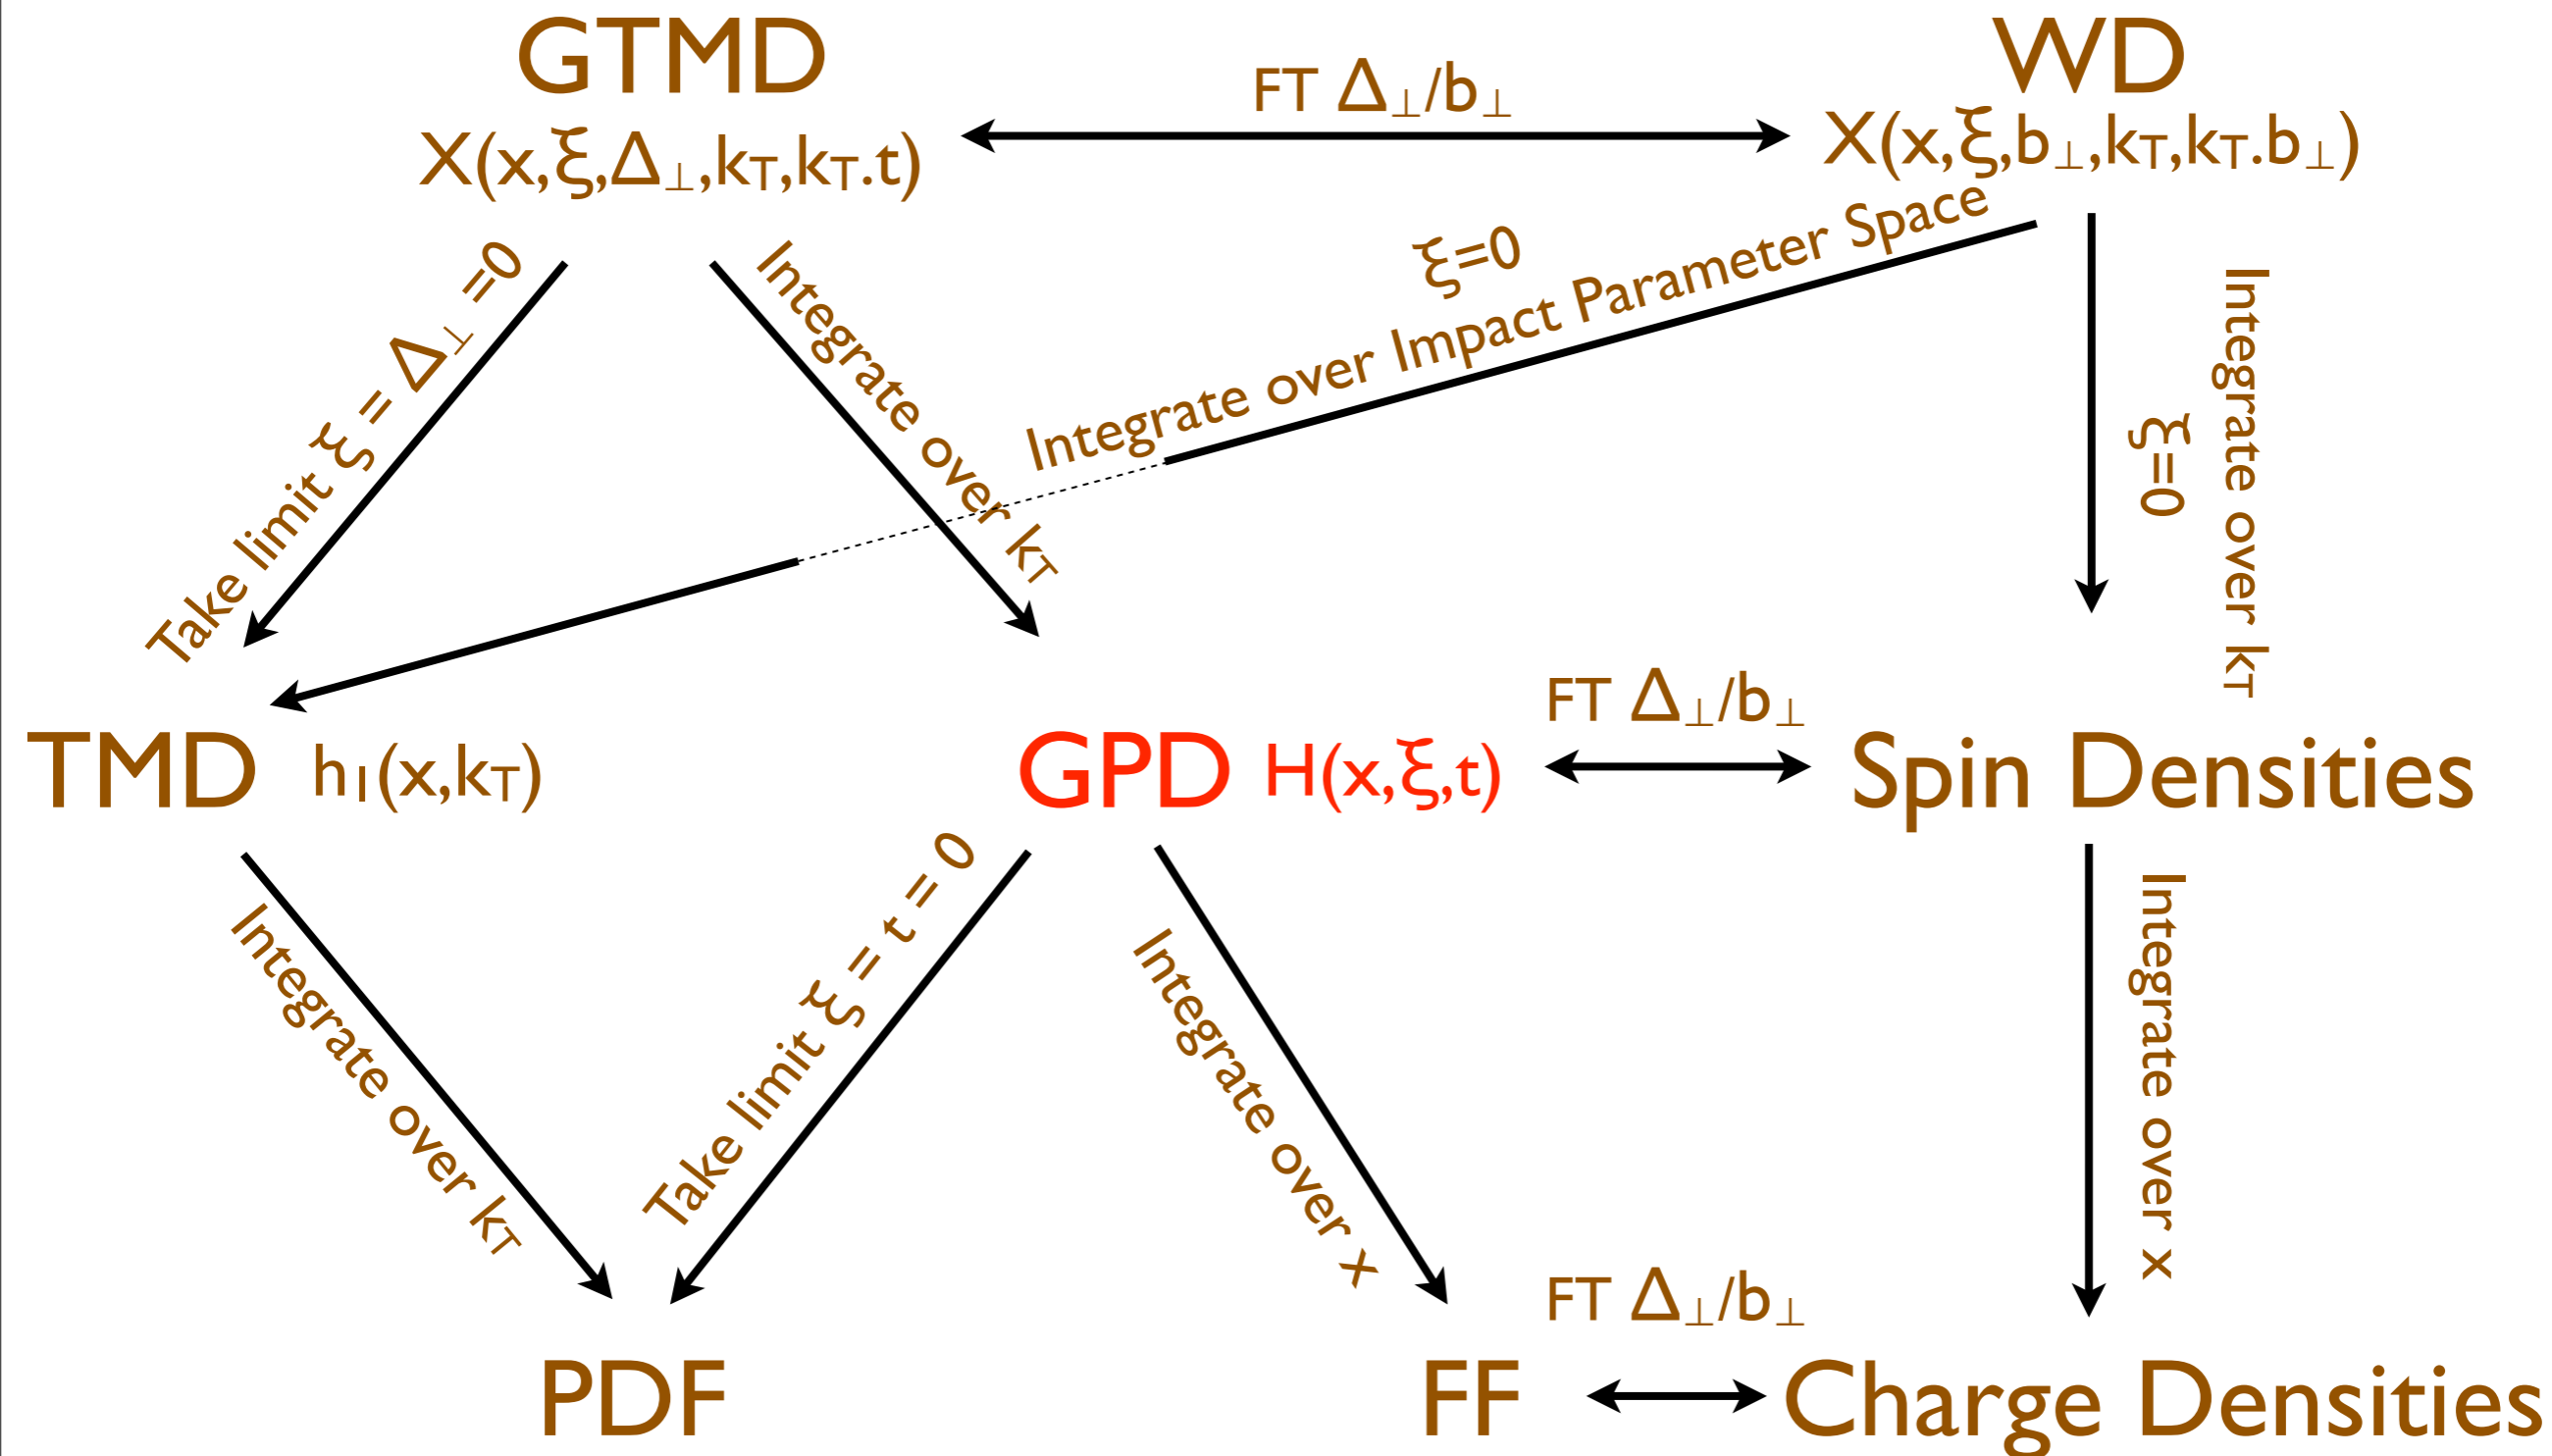 GTMD
X(x,ξ,Δ⊥,kT,kT.t)
FT Δ⊥/b⊥
WD
X(x,ξ,b⊥,kT,kT.b⊥)
Take limit ξ = Δ⊥ =0
Integrate over kT
ξ=0
Integrate over Impact Parameter Space
ξ=0
Integrate over kT
TMD h1(x,kT)
GPD H(x,ξ,t)
FT Δ⊥/b⊥
Spin Densities
Integrate over kT
Take limit ξ = t = 0
Integrate over x
Integrate over x
PDF
FF
FT Δ⊥/b⊥
Charge Densities